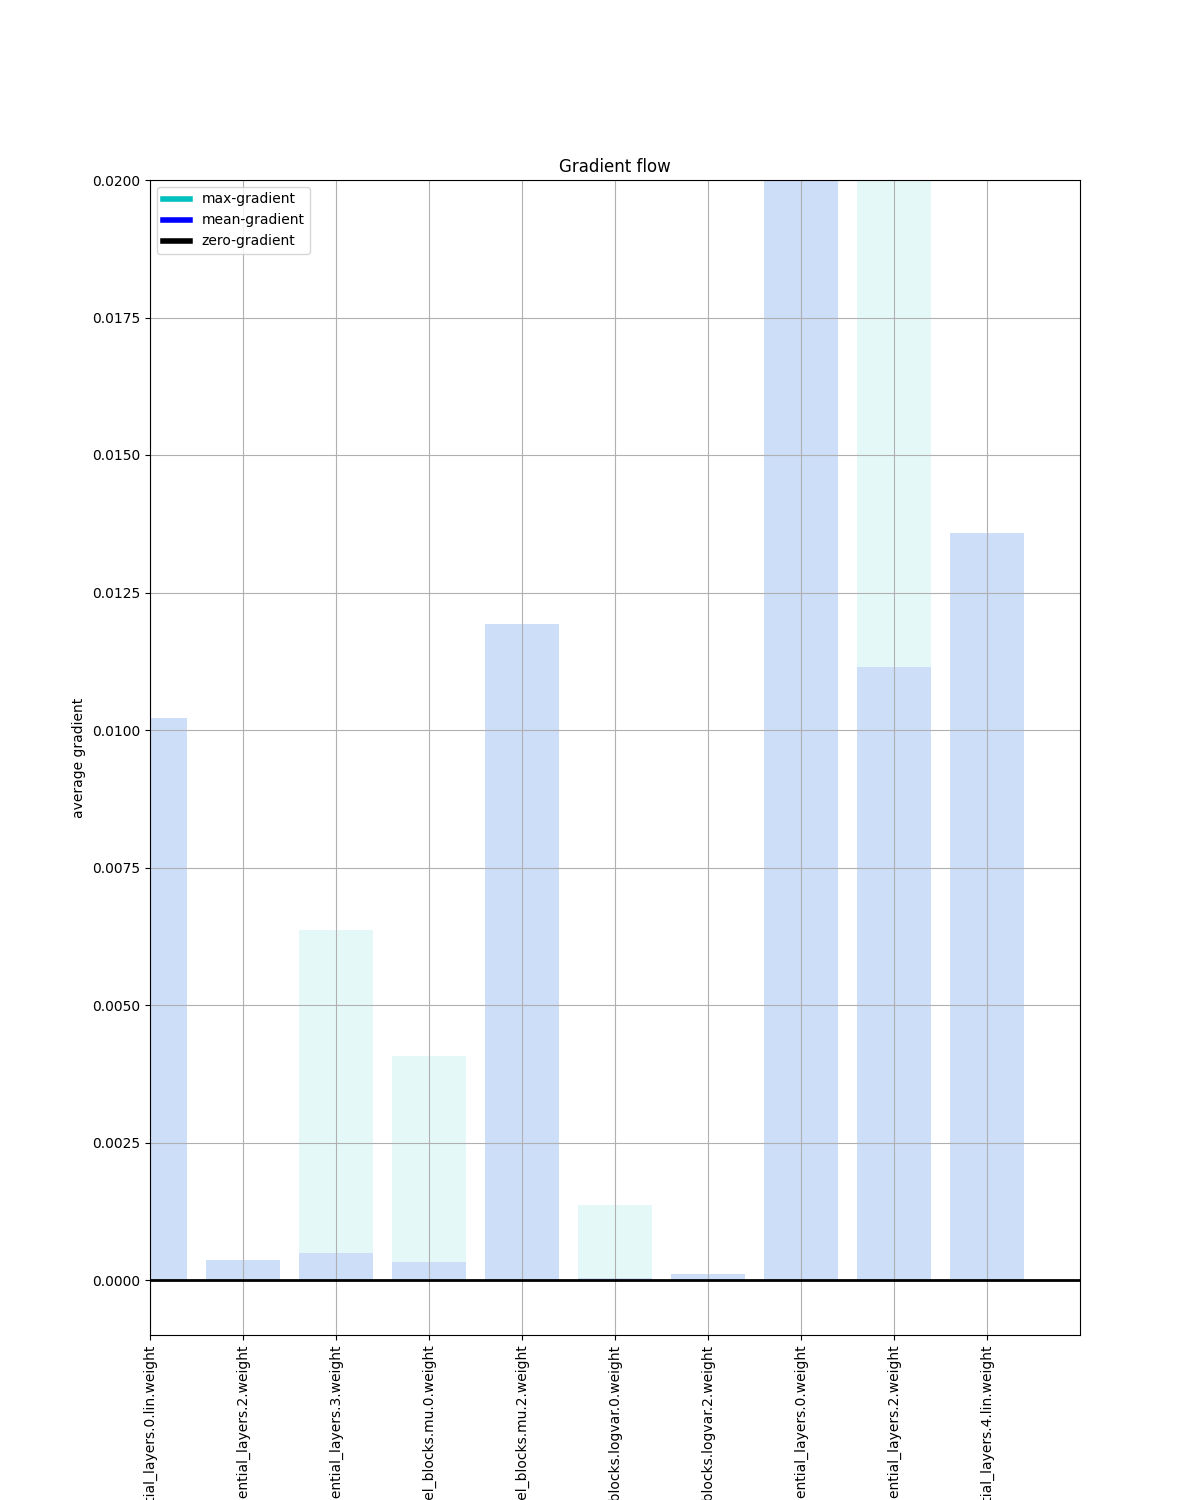 Gradient flow
max-gradient
mean-gradient
zero-gradient
0.0200
0.0175
0.0150
0.0125
0.0100
0.0075
0.0050
0.0025
0.0000
average gradient
tial_layers.0.lin.weight
ential_layers.2.weight
ential_layers.3.weight
el_blocks.mu.0.weight
el_blocks.mu.2.weight
blocks.logvar.0.weight
blocks.logvar.2.weight
ential_layers.0.weight
ential_layers.2.weight
tial_layers.4.lin.weight